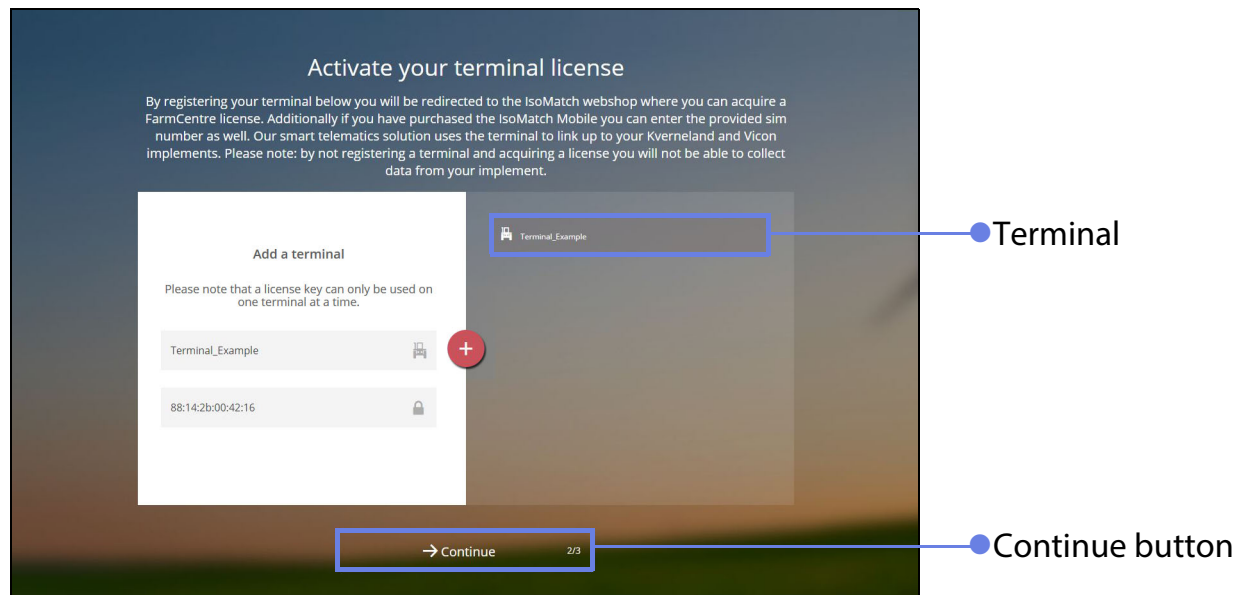 Activate your terminal license
By registering your terminal below you will be redirected to the IsoMatch webshop where you can acquire a
FarmCentre license. Additionally if you have purchased the IsoMatch Mobile you can enter the provided sim
number as well. Our smart telematics solution uses the terminal to link up to your Kverneland and Vicon
implements. Please note: by not registering a terminal and acquiring a license you will not be able to collect
data from your implement.
Add a terminal
Please note that a license key can only be used on
one terminal at a time.
Terminal_Example
+
88:14:2b:00:42:16
Terminal_Example
Terminal
→ Continue 2/3
Continue button